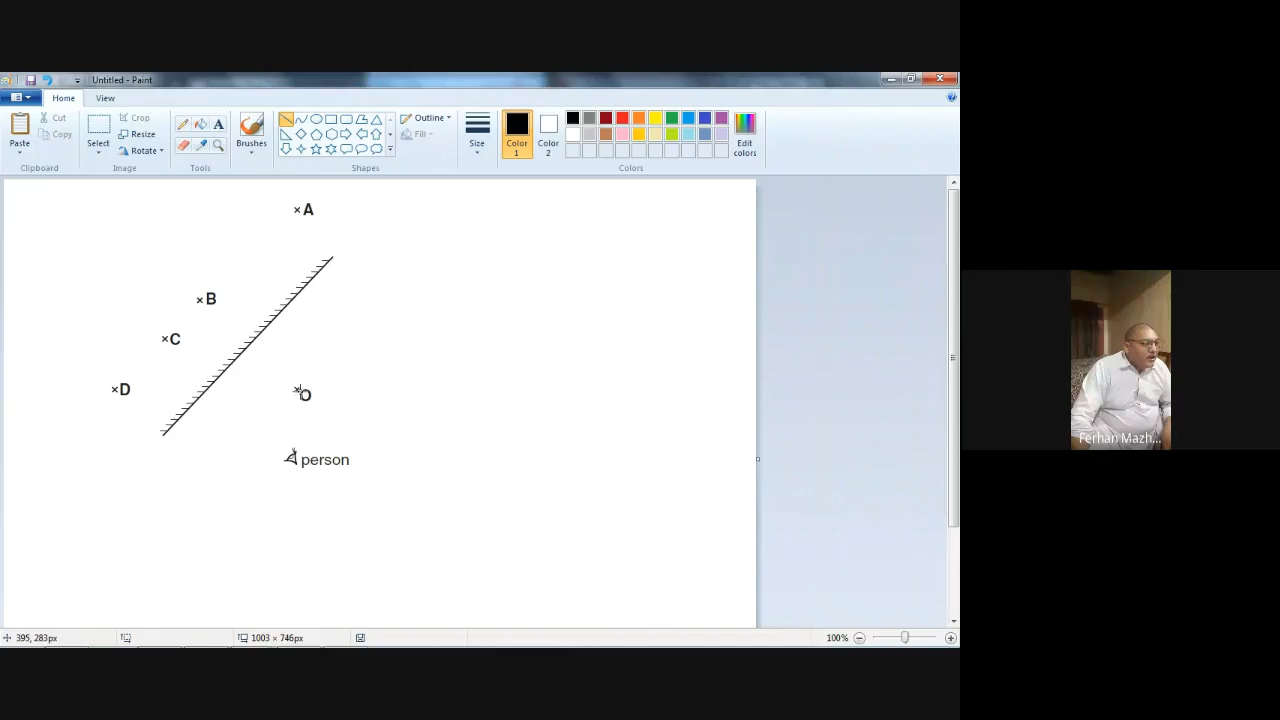 Untitled - Paint
Home View
Paste
Cut
Copy
Clipboard
Select
Crop
Resize
Rotate
Image
A
Tools
Brushes
Shapes
Outline
Fill
Size
Color 1
Color 2
Edit colors
Colors
×A
×B
×C
×D
O
person
395, 283px
1003 × 746px
100%
Ferhan Mazh...